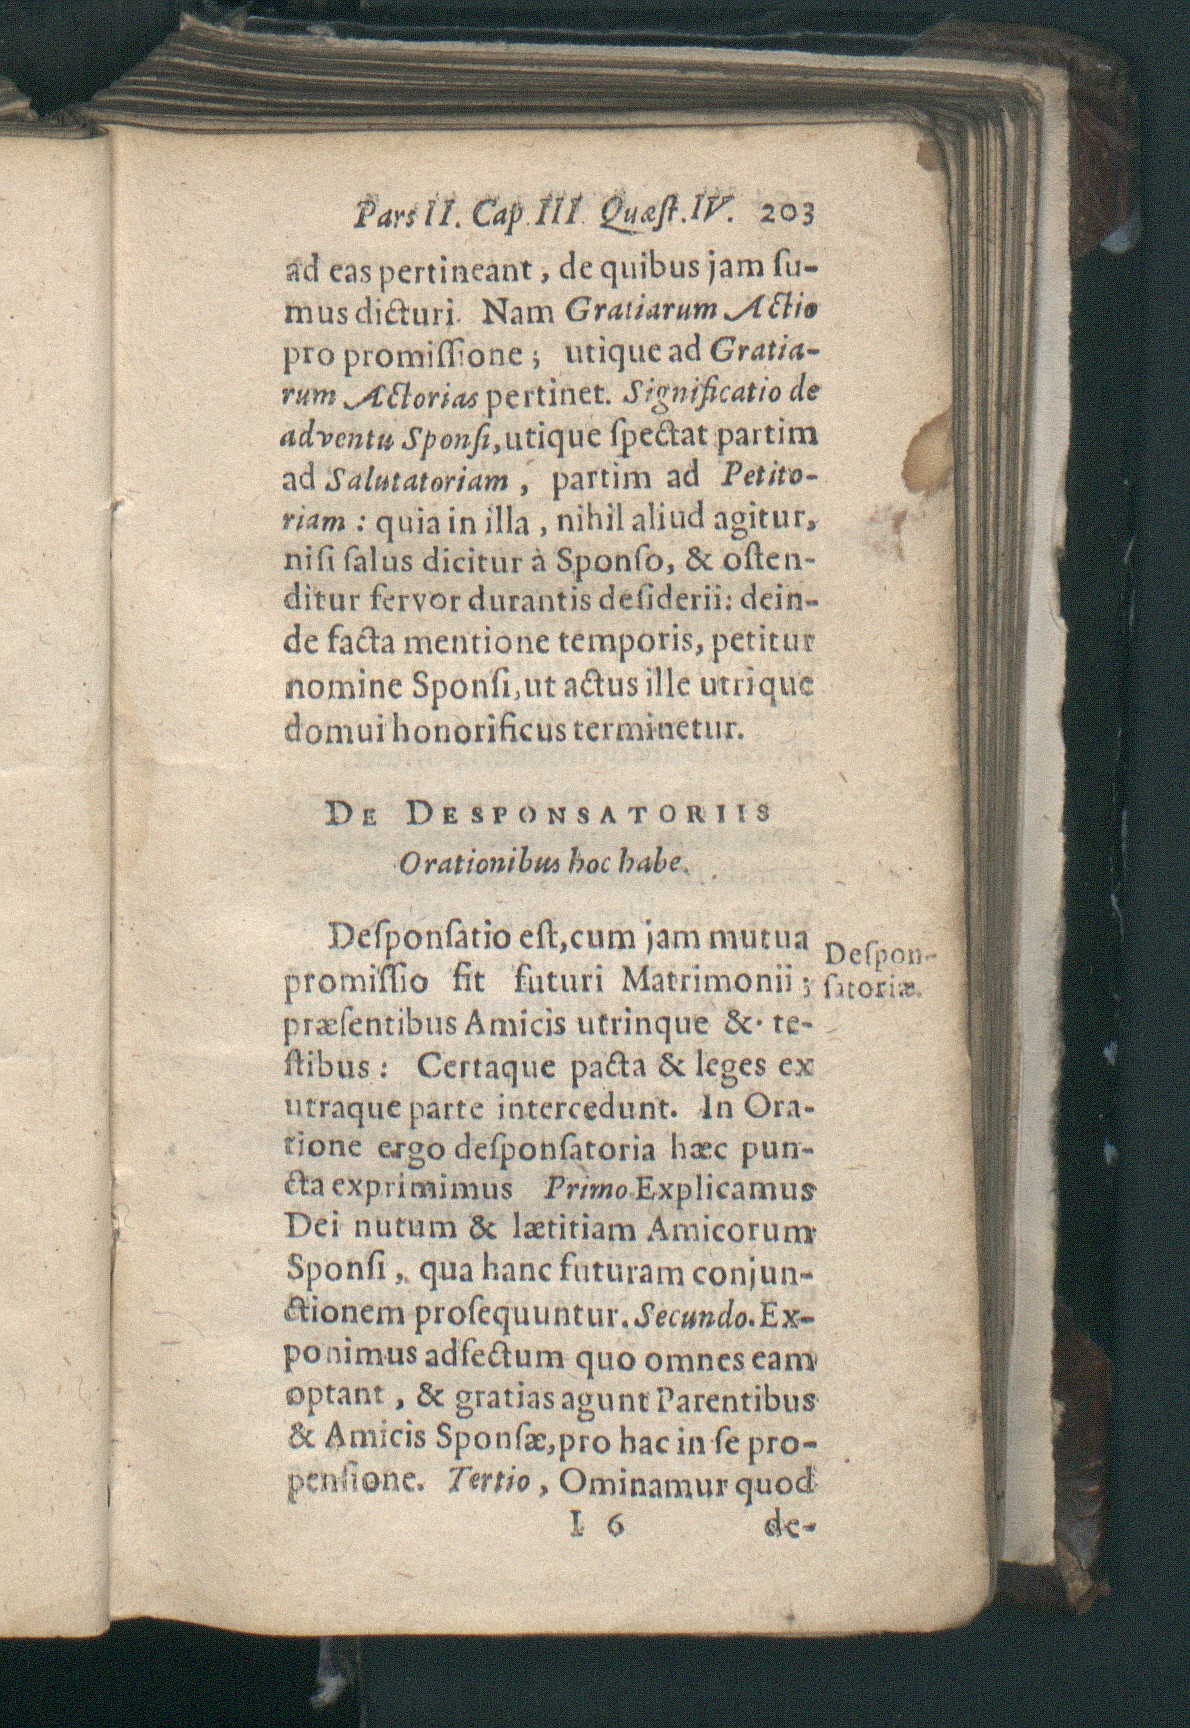 Pars II. Cap. III Quæſt. IV. 203
ad eas pertineant, de quibus jam ſu-
mus dicturi. Nam Gratiarum Actio
pro promiſſione; utique ad Gratia-
rum Actorias pertinet. Significatio de
adventu Sponſi, utique ſpectat partim
ad Salutatoriam, partim ad Petito-
riam: quia in illa, nihil aliud agitur,
niſi ſalus dicitur à Sponſo, & oſten-
ditur fervor durantis deſiderii: dein-
de facta mentione temporis, petitur
nomine Sponſi, ut actus ille utrique
domui honorificus terminetur.
DE DESPONSATORIIS
Orationibus hoc habe.
Deſponſatio eſt, cum jam mutua
promiſſio fit futuri Matrimonii;
præſentibus Amicis utrinque & te-
ſtibus: Certaque pacta & leges ex
utraque parte intercedunt. In Ora-
tione ergo deſponſatoria hæc pun-
cta exprimimus Primo Explicamus
Dei nutum & lætitiam Amicorum
Sponſi, qua hanc futuram conjun-
ctionem proſequuntur. Secundo. Ex-
ponimus adfectum quo omnes eam
optant, & gratias agunt Parentibus
& Amicis Sponſæ, pro hac in ſe pro-
penſione. Tertio, Ominamur quod
I 6 de-
Deſpon-
ſatoriæ.